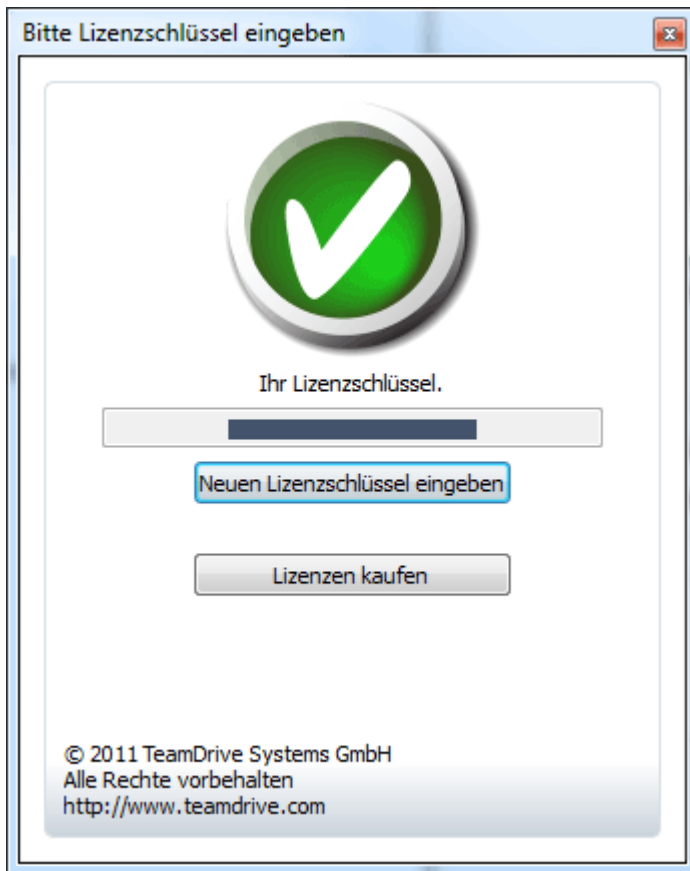 Bitte Lizenzschlüssel eingeben
Ihr Lizenzschlüssel.
Neuen Lizenzschlüssel eingeben
Lizenzen kaufen
© 2011 TeamDrive Systems GmbH
Alle Rechte vorbehalten
http://www.teamdrive.com